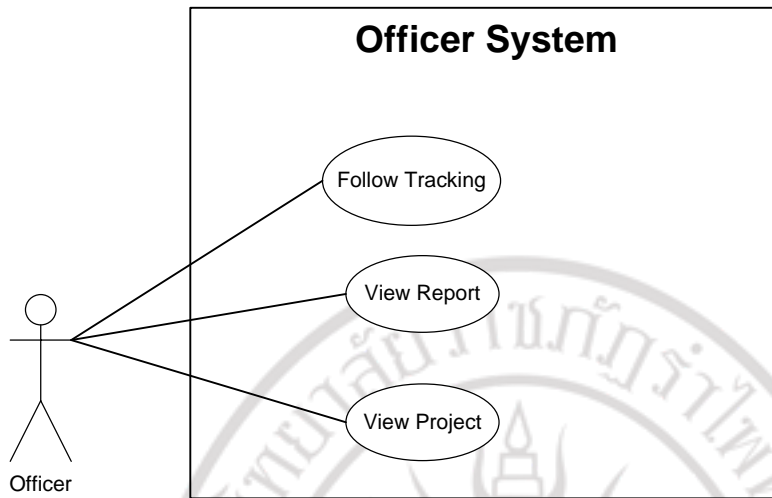 Officer System
Follow Tracking
View Report
View Project
Officer